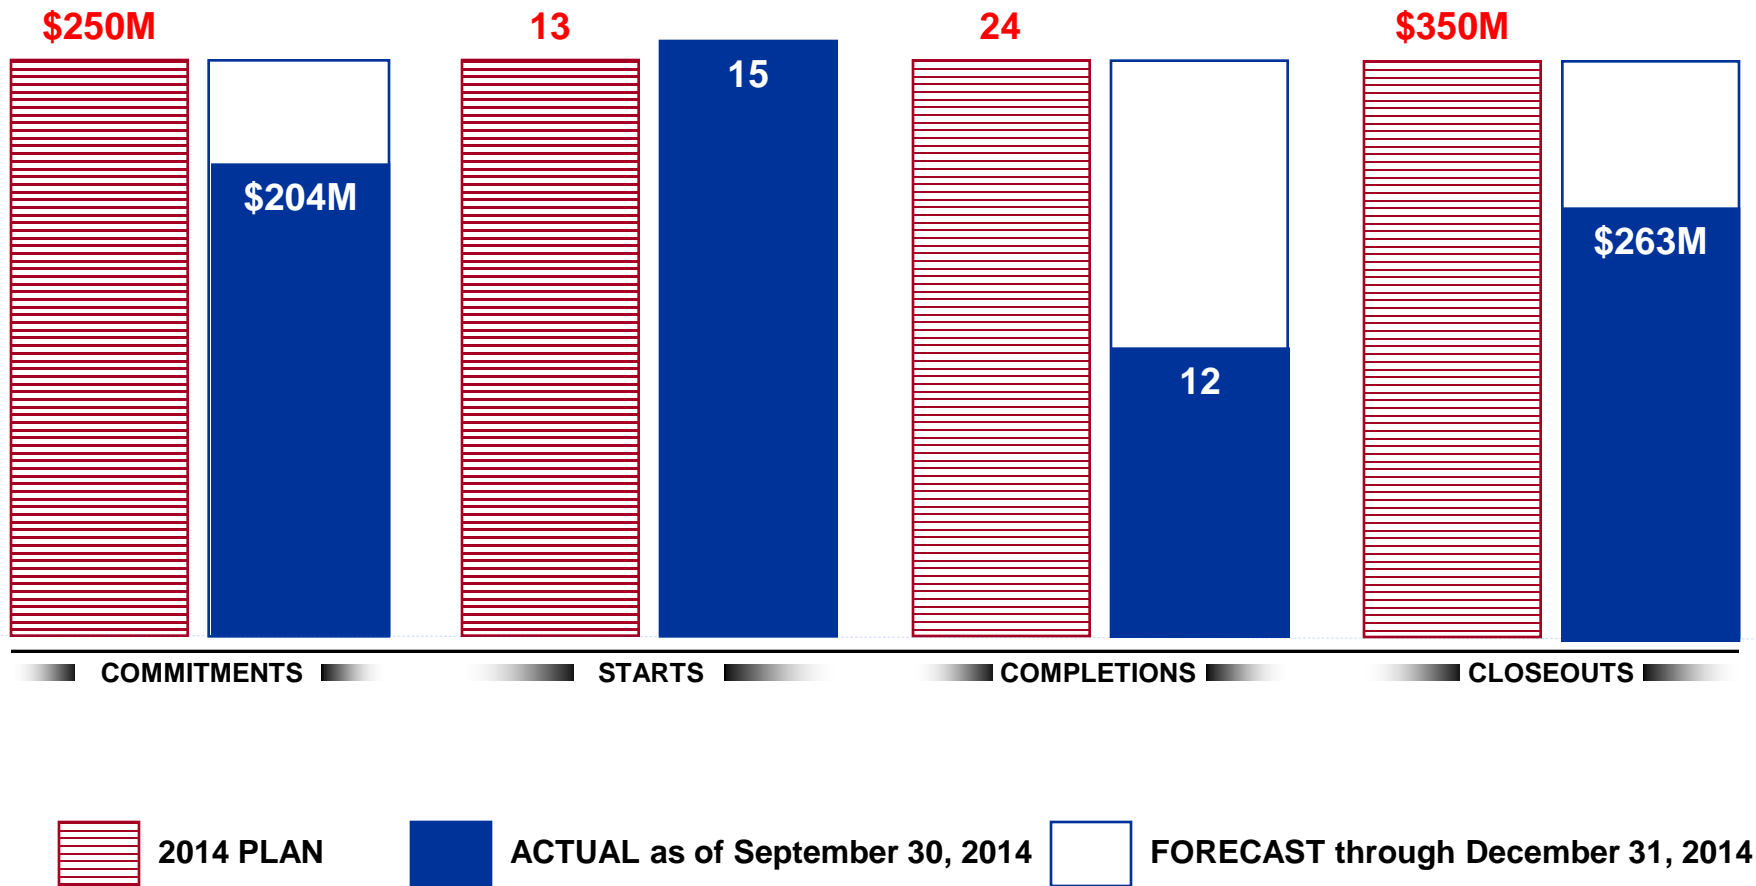 $250M 13 24 $350M
15
$204M
$263M
12
COMMITMENTS STARTS COMPLETIONS CLOSEOUTS
2014 PLAN ACTUAL as of September 30, 2014 FORECAST through December 31, 2014